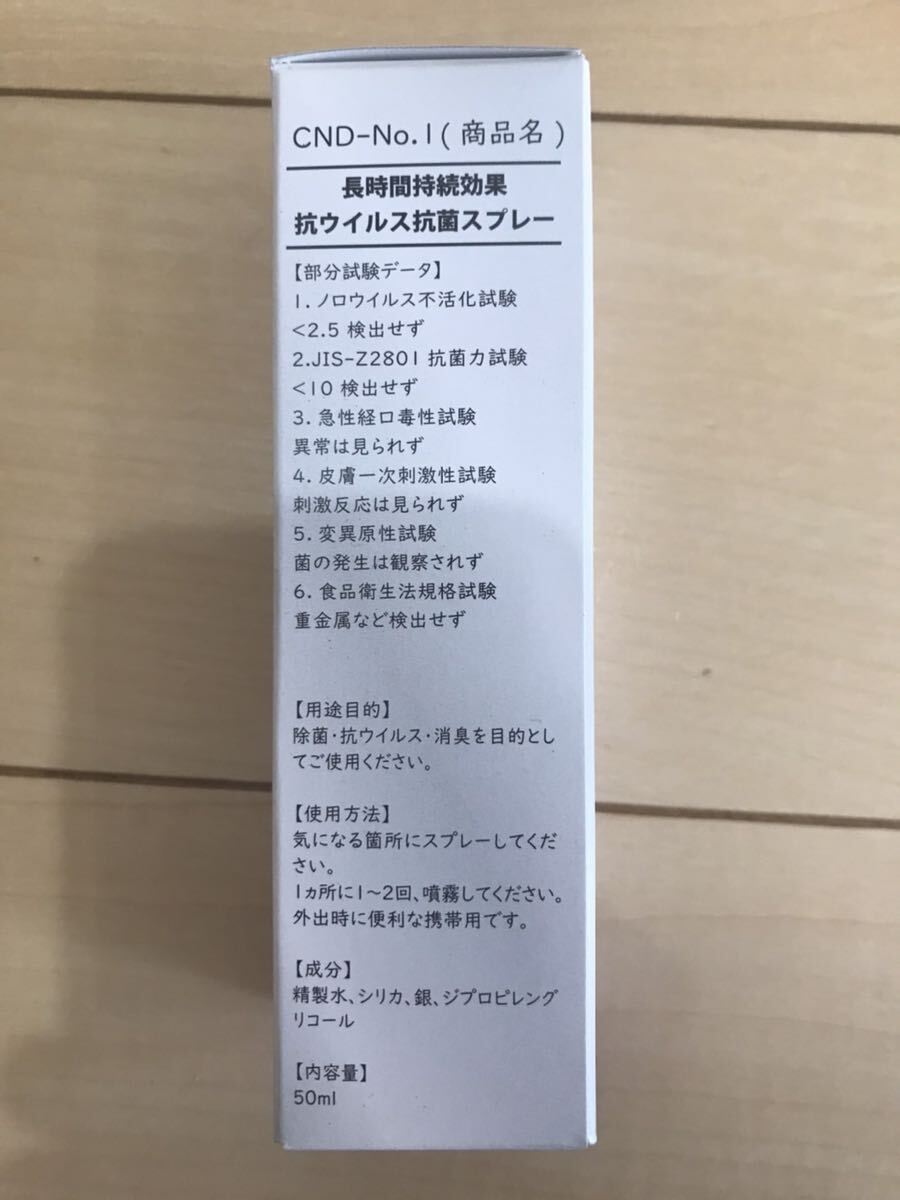 CND-No.1(商品名)
長時間持続効果
抗ウイルス抗菌スプレー
【部分試験データ】
1.ノロウイルス不活化試験
<2.5 検出せず
2.JIS-Z2801 抗菌力試験
<10 検出せず
3.急性経口毒性試験
異常は見られず
4.皮膚一次刺激性試験
刺激反応は見られず
5.変異原性試験
菌の発生は観察されず
6.食品衛生法規格試験
重金属など検出せず
【用途目的】
除菌・抗ウイルス・消臭を目的とし
てご使用ください。
【使用方法】
気になる箇所にスプレーしてくだ
さい。
1ヵ所に1~2回、噴霧してください。
外出時に便利な携帯用です。
【成分】
精製水、シリカ、銀、ジプロピレング
リコール
【内容量】
50ml